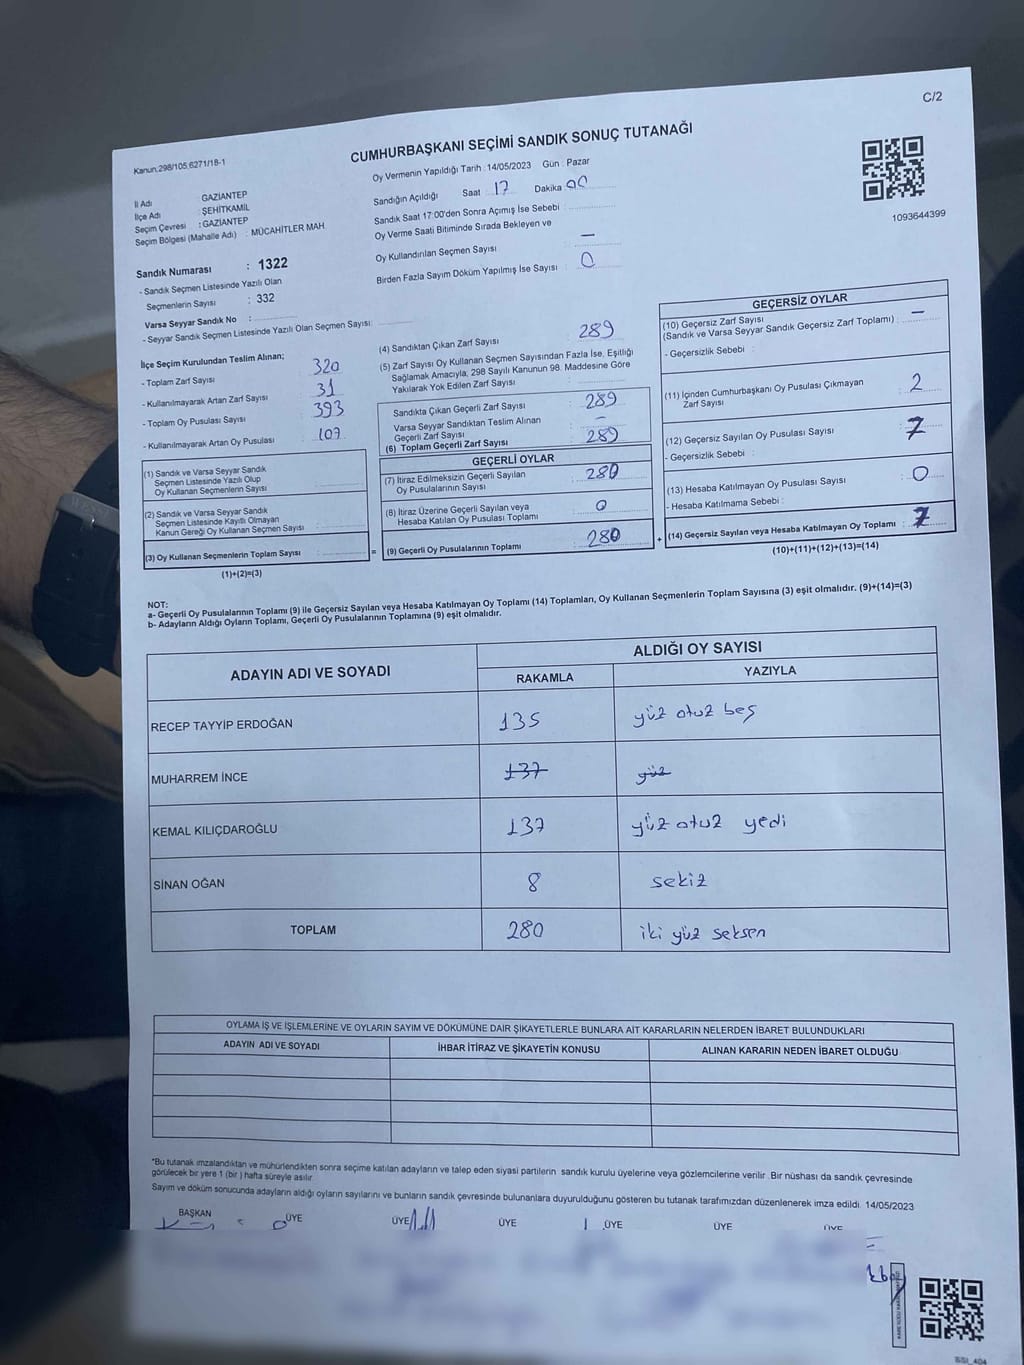 C/2
Kanun:298/105,6271/18-1
CUMHURBAŞKANI SEÇİMİ SANDIK SONUÇ TUTANAĞI
Oy Vermenin Yapıldığı Tarih : 14/05/2023 Gün : Pazar
İl Adı GAZİANTEP
İlçe Adı : ŞEHİTKAMİL
Seçim Çevresi : GAZİANTEP
Seçim Bölgesi (Mahalle Adı) : MÜCAHİTLER MAH
Sandık Numarası : 1322
- Sandık Seçmen Listesinde Yazılı Olan
Seçmenlerin Sayısı : 332
Varsa Seyyar Sandık No :
- Seyyar Sandık Seçmen Listesinde Yazılı Olan Seçmen Sayısı:
Sandığın Açıldığı Saat 17 Dakika 00
Sandık Saat 17:00'den Sonra Açımış İse Sebebi :
Oy Verme Saati Bitiminde Sırada Bekleyen ve
Oy Kullandırılan Seçmen Sayısı : —
Birden Fazla Sayım Döküm Yapılmış İse Sayısı : 0
1093644399
İlçe Seçim Kurulundan Teslim Alınan;
- Toplam Zarf Sayısı 320
- Kullanılmayarak Artan Zarf Sayısı 31
- Toplam Oy Pusulası Sayısı 393
- Kullanılmayarak Artan Oy Pusulası 107
(1) Sandık ve Varsa Seyyar Sandık
Seçmen Listesinde Yazılı Olup
Oy Kullanan Seçmenlerin Sayısı
(2) Sandık ve Varsa Seyyar Sandık
Seçmen Listesinde Kayıtlı Olmayan
Kanun Gereği Oy Kullanan Seçmen Sayısı
(3) Oy Kullanan Seçmenlerin Toplam Sayısı :
(1)+(2)=(3)
=
(4) Sandıktan Çıkan Zarf Sayısı : 289
(5) Zarf Sayısı Oy Kullanan Seçmen Sayısından Fazla İse, Eşitliği
Sağlamak Amacıyla, 298 Sayılı Kanunun 98. Maddesine Göre
Yakılarak Yok Edilen Zarf Sayısı :
Sandıkta Çıkan Geçerli Zarf Sayısı : 289
Varsa Seyyar Sandıktan Teslim Alınan
Geçerli Zarf Sayısı : —
(6) Toplam Geçerli Zarf Sayısı : 289
GEÇERLİ OYLAR
(7) İtiraz Edilmeksizin Geçerli Sayılan
Oy Pusulalarının Sayısı : 280
(8) İtiraz Üzerine Geçerli Sayılan veya
Hesaba Katılan Oy Pusulası Toplamı : 0
(9) Geçerli Oy Pusulalarının Toplamı : 280
+
GEÇERSİZ OYLAR
(10) Geçersiz Zarf Sayısı
(Sandık ve Varsa Seyyar Sandık Geçersiz Zarf Toplamı) : —
- Geçersizlik Sebebi :
(11) İçinden Cumhurbaşkanı Oy Pusulası Çıkmayan
Zarf Sayısı : 2
(12) Geçersiz Sayılan Oy Pusulası Sayısı : 7
- Geçersizlik Sebebi :
(13) Hesaba Katılmayan Oy Pusulası Sayısı : 0
- Hesaba Katılmama Sebebi :
(14) Geçersiz Sayılan veya Hesaba Katılmayan Oy Toplamı : 7
(10)+(11)+(12)+(13)=(14)
NOT:
a- Geçerli Oy Pusulalarının Toplamı (9) ile Geçersiz Sayılan veya Hesaba Katılmayan Oy Toplamı (14) Toplamları, Oy Kullanan Seçmenlerin Toplam Sayısına (3) eşit olmalıdır. (9)+(14)=(3)
b- Adayların Aldığı Oyların Toplamı, Geçerli Oy Pusulalarının Toplamına (9) eşit olmalıdır.
ADAYIN ADI VE SOYADI
ALDIĞI OY SAYISI
RAKAMLA YAZIYLA
RECEP TAYYİP ERDOĞAN 135 yüz otuz beş
MUHARREM İNCE 137 yüz
KEMAL KILIÇDAROĞLU 137 yüz otuz yedi
SİNAN OĞAN 8 sekiz
TOPLAM 280 iki yüz seksen
OYLAMA İŞ VE İŞLEMLERİNE VE OYLARIN SAYIM VE DÖKÜMÜNE DAİR ŞİKAYETLERLE BUNLARA AİT KARARLARIN NELERDEN İBARET BULUNDUKLARI
ADAYIN ADI VE SOYADI İHBAR İTİRAZ VE ŞİKAYETİN KONUSU ALINAN KARARIN NEDEN İBARET OLDUĞU
*Bu tutanak imzalandıktan ve mühürlendikten sonra seçime katılan adayların ve talep eden siyasi partilerin sandık kurulu üyelerine veya gözlemcilerine verilir. Bir nüshası da sandık çevresinde
görülecek bir yere 1 (bir) hafta süreyle asılır.
Sayım ve döküm sonucunda adayların aldığı oyların sayılarını ve bunların sandık çevresinde bulunanlara duyurulduğunu gösteren bu tutanak tarafımızdan düzenlenerek imza edildi. 14/05/2023
BAŞKAN ÜYE ÜYE ÜYE ÜYE ÜYE ÜYE